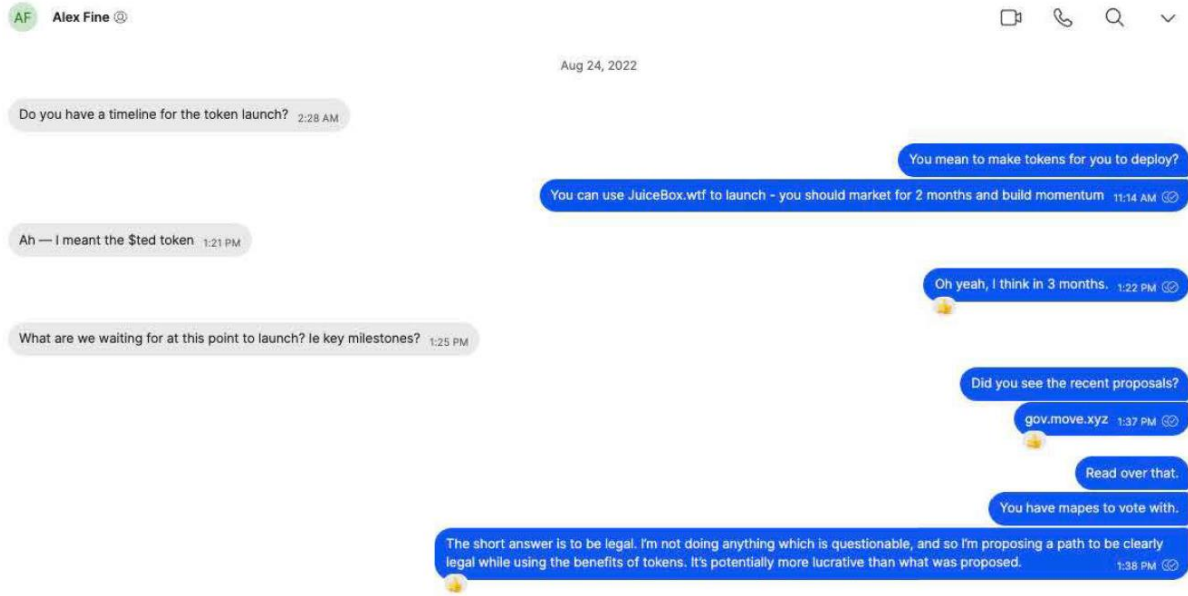 AF Alex Fine
Aug 24, 2022
Do you have a timeline for the token launch? 2:28 AM
You mean to make tokens for you to deploy?
You can use JuiceBox.wtf to launch - you should market for 2 months and build momentum 11:14 AM
Ah — I meant the $ted token 1:21 PM
Oh yeah, I think in 3 months. 1:22 PM
What are we waiting for at this point to launch? Ie key milestones? 1:25 PM
Did you see the recent proposals?
gov.move.xyz 1:37 PM
Read over that.
You have mapes to vote with.
The short answer is to be legal. I'm not doing anything which is questionable, and so I'm proposing a path to be clearly
legal while using the benefits of tokens. It's potentially more lucrative than what was proposed. 1:38 PM